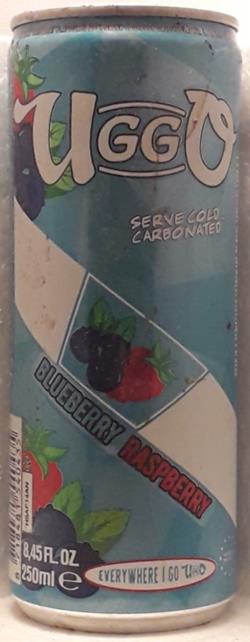 UGGO
SERVE COLD
CARBONATED
BLUEBERRY
RASPBERRY
8,45 FL. OZ.
250ml e
EVERYWHERE I GO UGGO